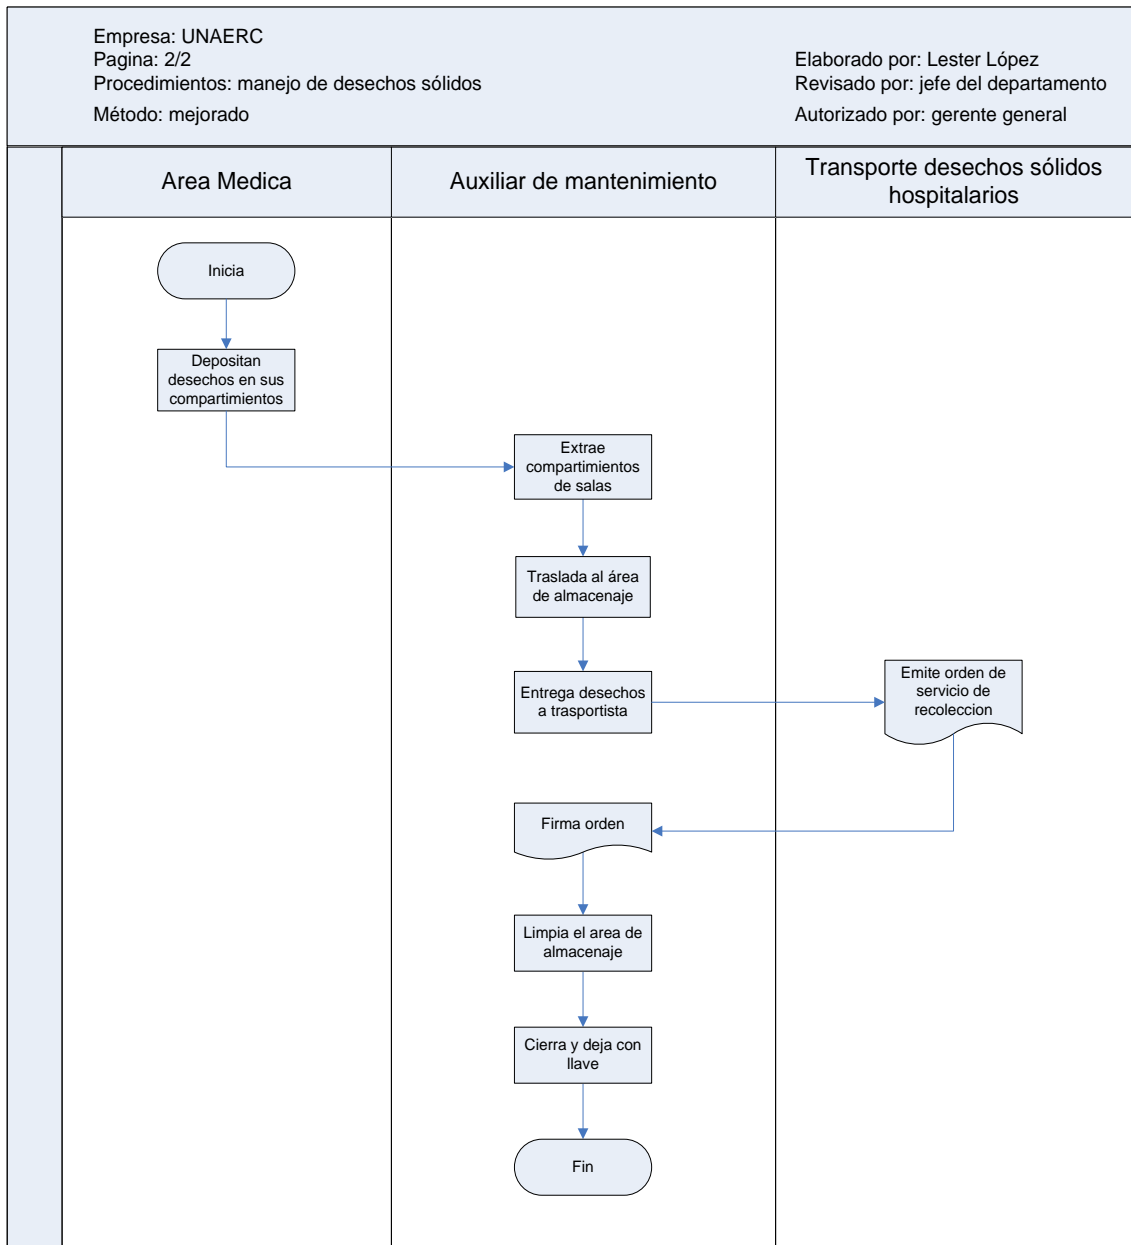 Empresa: UNAERC
Pagina: 2/2
Procedimientos: manejo de desechos sólidos
Método: mejorado
Elaborado por: Lester López
Revisado por: jefe del departamento
Autorizado por: gerente general
Area Medica
Auxiliar de mantenimiento
Transporte desechos sólidos
hospitalarios
Inicia
Depositan
desechos en sus
compartimientos
Extrae
compartimientos
de salas
Traslada al área
de almacenaje
Entrega desechos
a trasportista
Emite orden de
servicio de
recoleccion
Firma orden
Limpia el area de
almacenaje
Cierra y deja con
llave
Fin